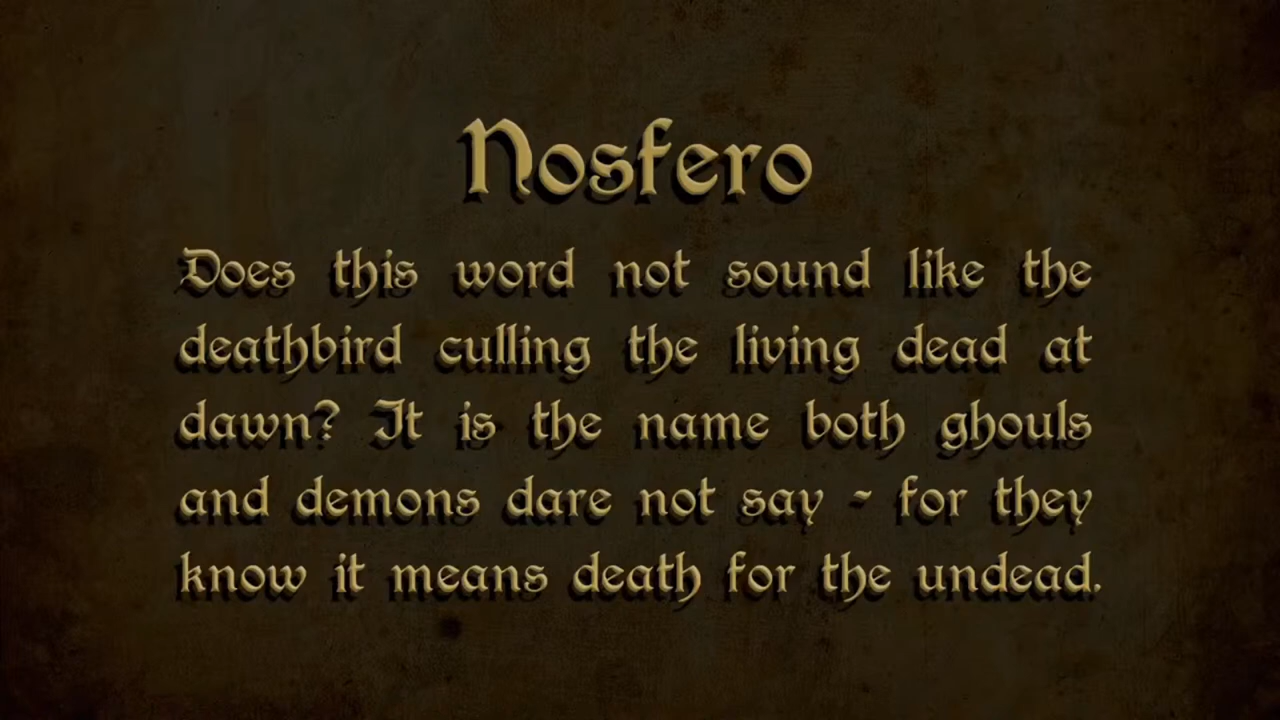 Nosfero
Does this word not sound like the
deathbird culling the living dead at
dawn? It is the name both ghouls
and demons dare not say - for they
know it means death for the undead.